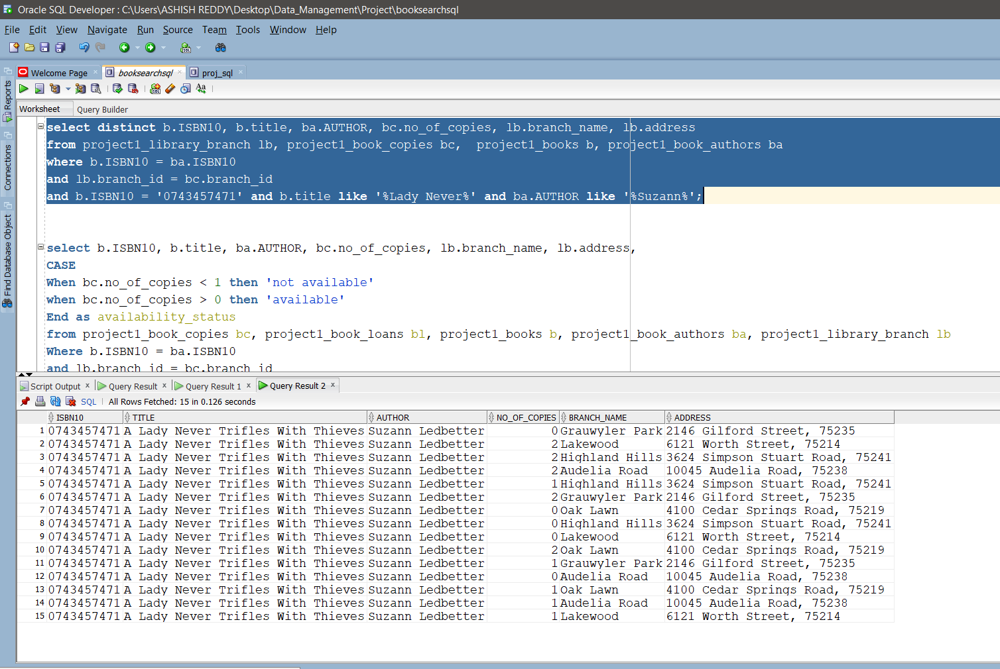 Oracle SQL Developer : C:\Users\ASHISH REDDY\Desktop\Data_Management\Project\booksearchsql
File Edit View Navigate Run Source Team Tools Window Help
Reports
Connections
Find Database Object
Welcome Page booksearchsql proj_sql
Worksheet Query Builder
select distinct b.ISBN10, b.title, ba.AUTHOR, bc.no_of_copies, lb.branch_name, lb.address
from project1_library_branch lb, project1_book_copies bc,  project1_books b, project1_book_authors ba
where b.ISBN10 = ba.ISBN10
and lb.branch_id = bc.branch_id
and b.ISBN10 = '0743457471' and b.title like '%Lady Never%' and ba.AUTHOR like '%Suzann%';
select b.ISBN10, b.title, ba.AUTHOR, bc.no_of_copies, lb.branch_name, lb.address,
CASE
When bc.no_of_copies < 1 then 'not available'
when bc.no_of_copies > 0 then 'available'
End as availability_status
from project1_book_copies bc, project1_book_loans bl, project1_books b, project1_book_authors ba, project1_library_branch lb
Where b.ISBN10 = ba.ISBN10
and lb.branch_id = bc.branch_id
Script Output Query Result Query Result 1 Query Result 2
SQL All Rows Fetched: 15 in 0.126 seconds
ISBN10 TITLE AUTHOR NO_OF_COPIES BRANCH_NAME ADDRESS
1 0743457471 A Lady Never Trifles With Thieves Suzann Ledbetter 0 Grauwyler Park 2146 Gilford Street, 75235
2 0743457471 A Lady Never Trifles With Thieves Suzann Ledbetter 2 Lakewood 6121 Worth Street, 75214
3 0743457471 A Lady Never Trifles With Thieves Suzann Ledbetter 2 Highland Hills 3624 Simpson Stuart Road, 75241
4 0743457471 A Lady Never Trifles With Thieves Suzann Ledbetter 2 Audelia Road 10045 Audelia Road, 75238
5 0743457471 A Lady Never Trifles With Thieves Suzann Ledbetter 1 Highland Hills 3624 Simpson Stuart Road, 75241
6 0743457471 A Lady Never Trifles With Thieves Suzann Ledbetter 2 Grauwyler Park 2146 Gilford Street, 75235
7 0743457471 A Lady Never Trifles With Thieves Suzann Ledbetter 0 Oak Lawn 4100 Cedar Springs Road, 75219
8 0743457471 A Lady Never Trifles With Thieves Suzann Ledbetter 0 Highland Hills 3624 Simpson Stuart Road, 75241
9 0743457471 A Lady Never Trifles With Thieves Suzann Ledbetter 0 Lakewood 6121 Worth Street, 75214
10 0743457471 A Lady Never Trifles With Thieves Suzann Ledbetter 2 Oak Lawn 4100 Cedar Springs Road, 75219
11 0743457471 A Lady Never Trifles With Thieves Suzann Ledbetter 1 Grauwyler Park 2146 Gilford Street, 75235
12 0743457471 A Lady Never Trifles With Thieves Suzann Ledbetter 0 Audelia Road 10045 Audelia Road, 75238
13 0743457471 A Lady Never Trifles With Thieves Suzann Ledbetter 1 Oak Lawn 4100 Cedar Springs Road, 75219
14 0743457471 A Lady Never Trifles With Thieves Suzann Ledbetter 1 Audelia Road 10045 Audelia Road, 75238
15 0743457471 A Lady Never Trifles With Thieves Suzann Ledbetter 1 Lakewood 6121 Worth Street, 75214